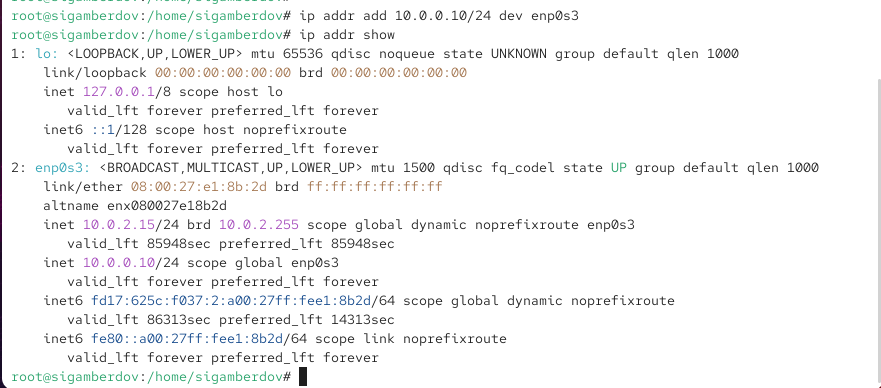 root@sigamberdov:/home/sigamberdov# ip addr add 10.0.0.10/24 dev enp0s3
root@sigamberdov:/home/sigamberdov# ip addr show
1: lo: <LOOPBACK,UP,LOWER_UP> mtu 65536 qdisc noqueue state UNKNOWN group default qlen 1000
    link/loopback 00:00:00:00:00:00 brd 00:00:00:00:00:00
    inet 127.0.0.1/8 scope host lo
       valid_lft forever preferred_lft forever
    inet6 ::1/128 scope host noprefixroute
       valid_lft forever preferred_lft forever
2: enp0s3: <BROADCAST,MULTICAST,UP,LOWER_UP> mtu 1500 qdisc fq_codel state UP group default qlen 1000
    link/ether 08:00:27:e1:8b:2d brd ff:ff:ff:ff:ff:ff
    altname enx080027e18b2d
    inet 10.0.2.15/24 brd 10.0.2.255 scope global dynamic noprefixroute enp0s3
       valid_lft 85948sec preferred_lft 85948sec
    inet 10.0.0.10/24 scope global enp0s3
       valid_lft forever preferred_lft forever
    inet6 fd17:625c:f037:2:a00:27ff:fee1:8b2d/64 scope global dynamic noprefixroute
       valid_lft 86313sec preferred_lft 14313sec
    inet6 fe80::a00:27ff:fee1:8b2d/64 scope link noprefixroute
       valid_lft forever preferred_lft forever
root@sigamberdov:/home/sigamberdov#